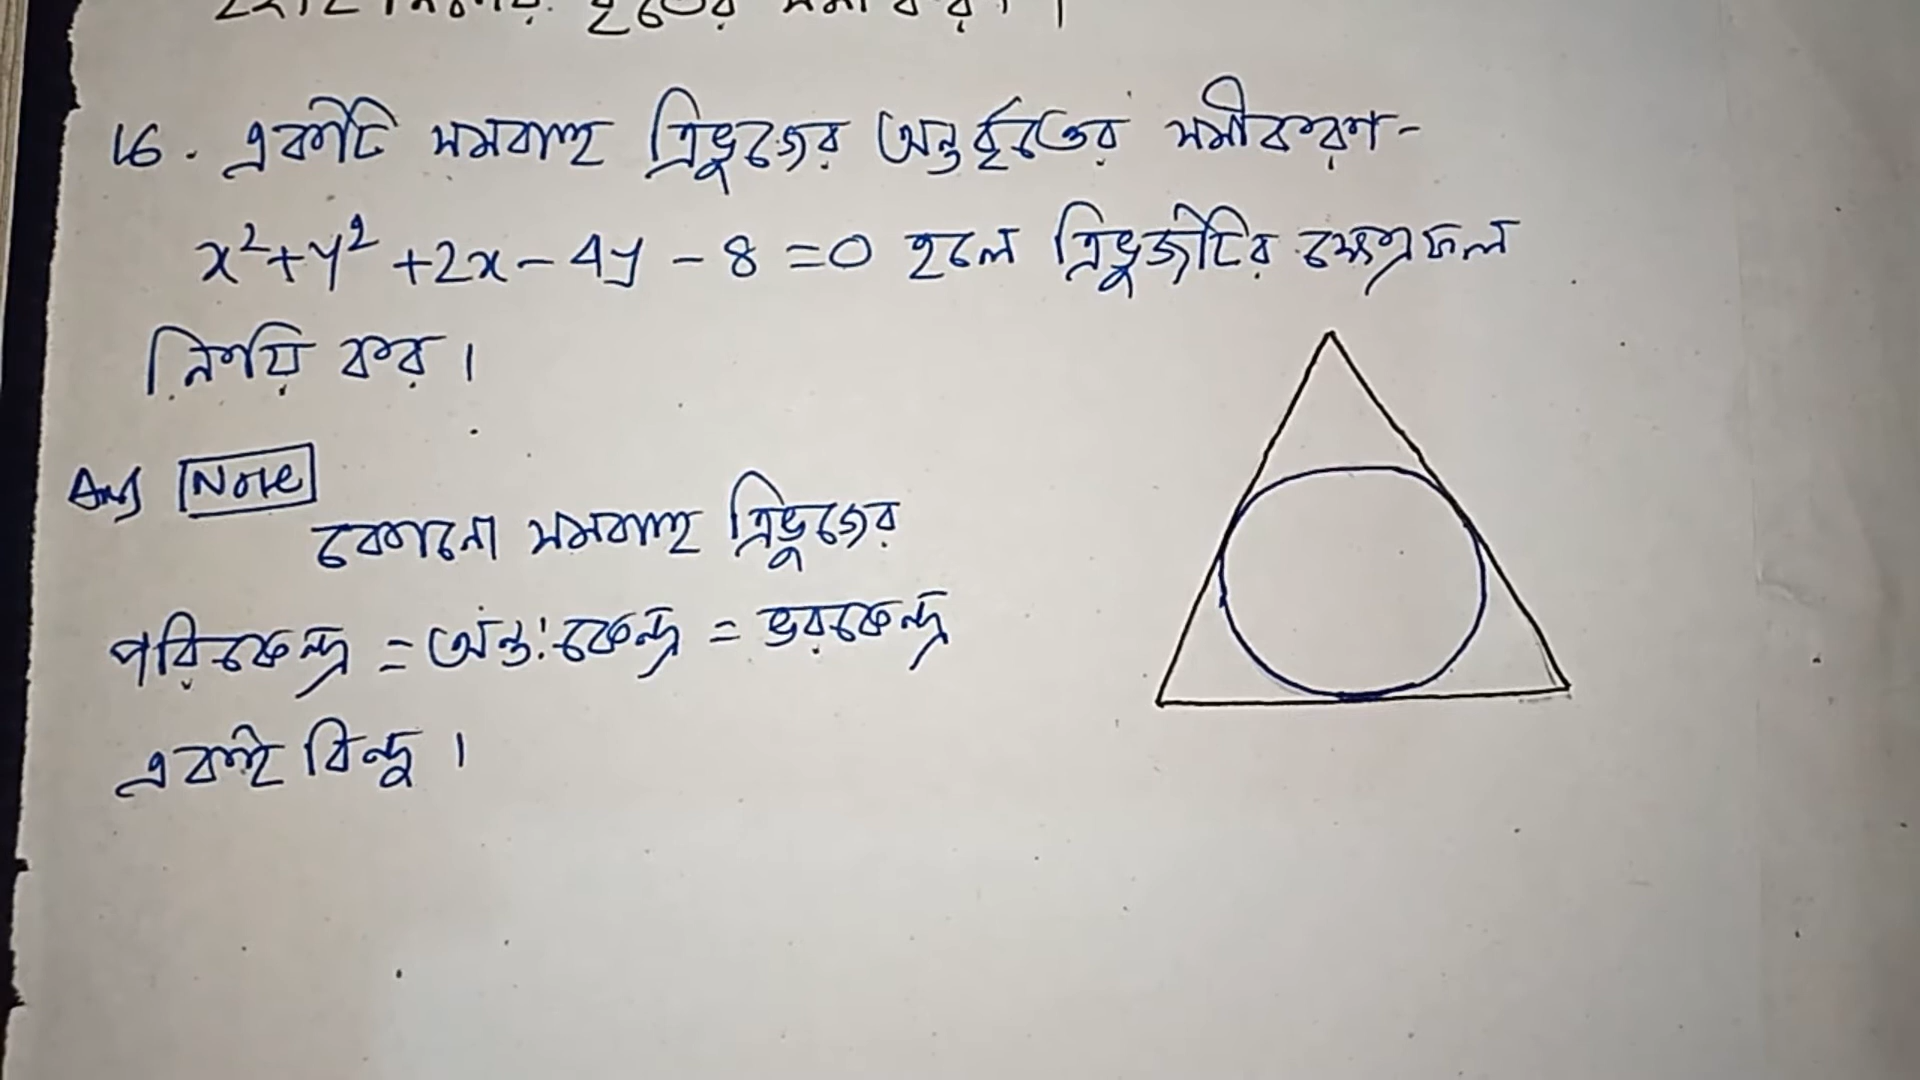 16. একটি সমবাহু ত্রিভুজের অন্তর্বৃত্তের সমীকরণ-
x²+y²+2x-4y-8=0 হলে ত্রিভুজটির ক্ষেত্রফল
নির্ণয় কর।
Ans Note
কোনো সমবাহু ত্রিভুজের
পরিকেন্দ্র = অন্ত:কেন্দ্র = ভরকেন্দ্র
একই বিন্দু।